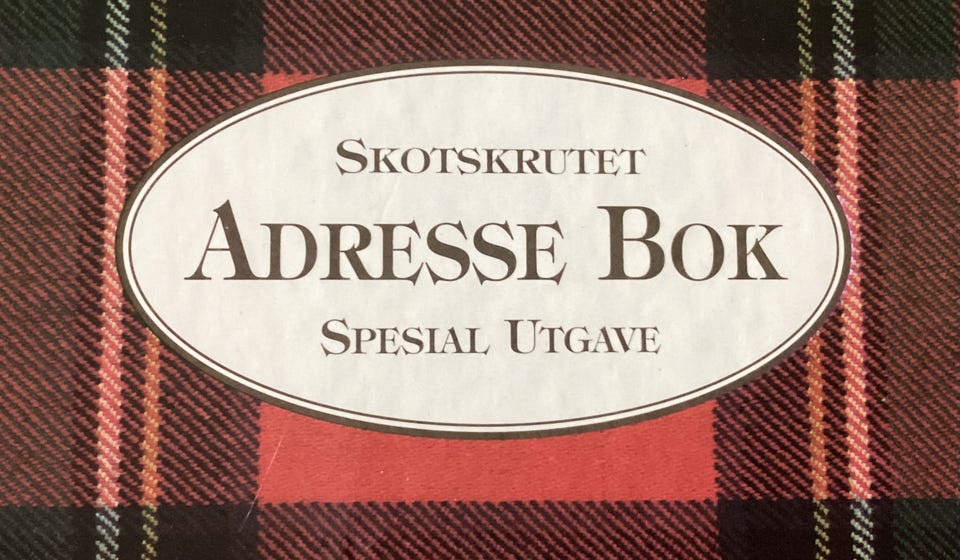 Skotskrutet
Adresse Bok
Spesial Utgave